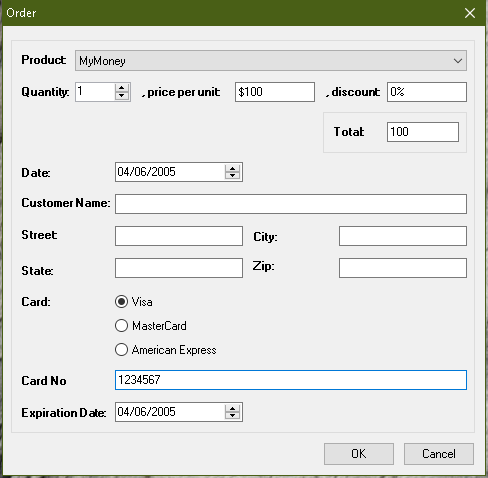 Order
Product: MyMoney
Quantity: 1 , price per unit: $100 , discount: 0%
Total: 100
Date: 04/06/2005
Customer Name:
Street: City:
State: Zip:
Card: Visa
MasterCard
American Express
Card No 1234567
Expiration Date: 04/06/2005
OK Cancel